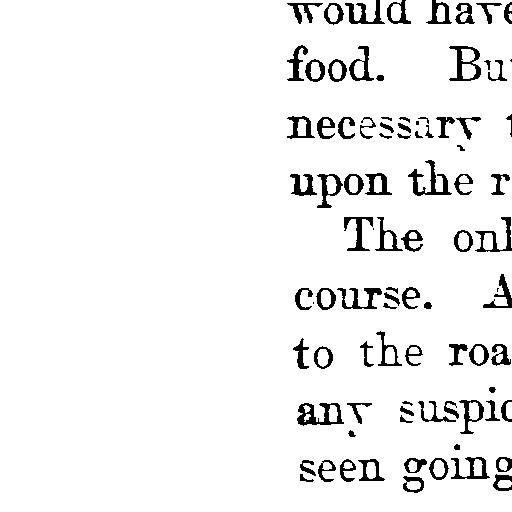 would have
food. Bu
necessary t
upon the r
The onl
course. A
to the roa
any suspic
seen going